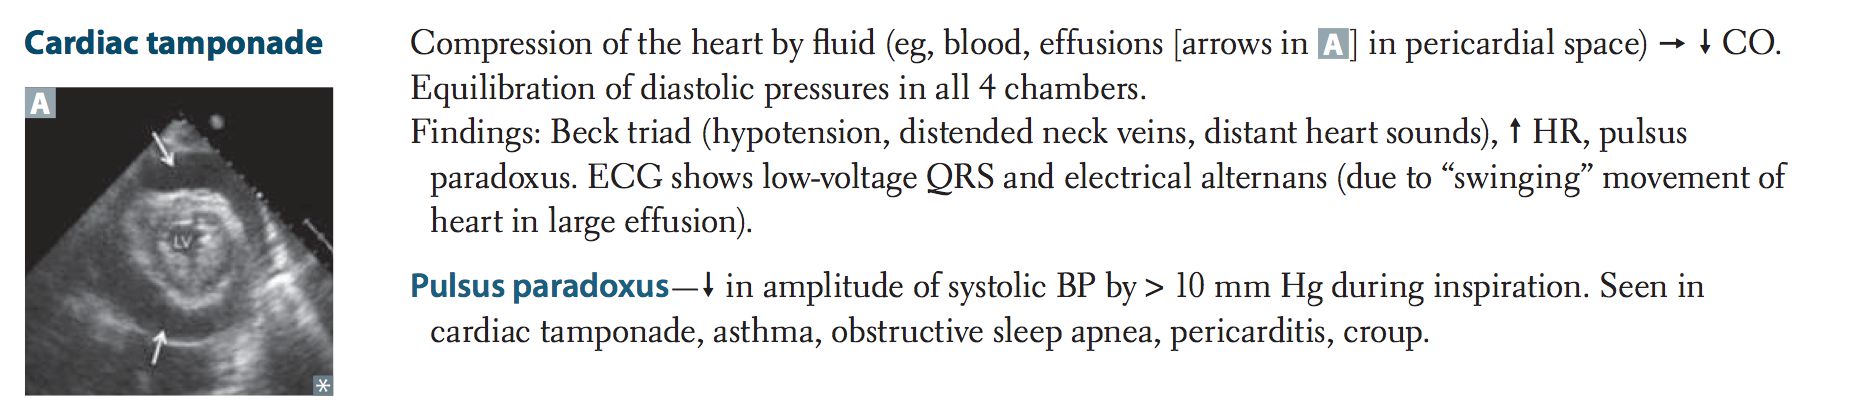 Cardiac tamponade
A
LV
*
Compression of the heart by fluid (eg, blood, effusions [arrows in A] in pericardial space) → ↓ CO.
Equilibration of diastolic pressures in all 4 chambers.
Findings: Beck triad (hypotension, distended neck veins, distant heart sounds), ↑ HR, pulsus
paradoxus. ECG shows low-voltage QRS and electrical alternans (due to “swinging” movement of
heart in large effusion).
Pulsus paradoxus—↓ in amplitude of systolic BP by > 10 mm Hg during inspiration. Seen in
cardiac tamponade, asthma, obstructive sleep apnea, pericarditis, croup.